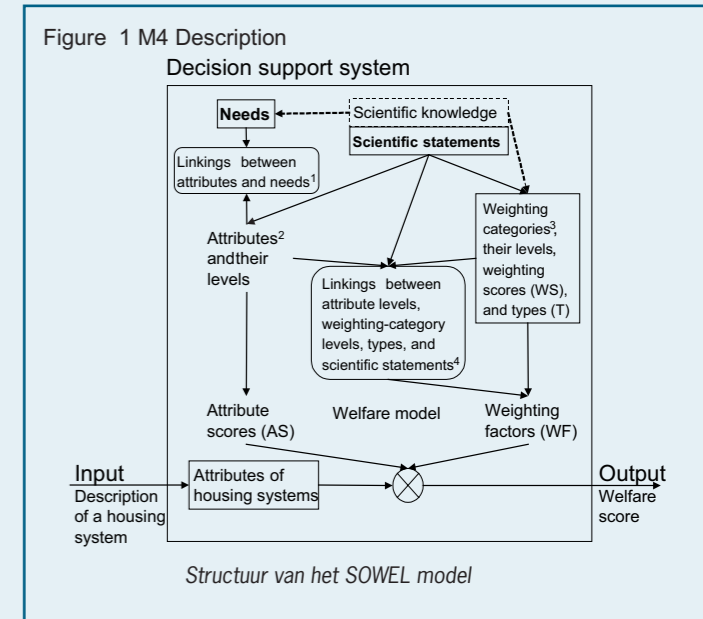 Figure 1 M4 Description
Decision support system
Needs
Scientific knowledge
Scientific statements
Linkings between
attributes and needs¹
Attributes²
andtheir
levels
Weighting
categories³,
their levels,
weighting
scores (WS),
and types (T)
Linkings between
attribute levels,
weighting-category
levels, types, and
scientific statements⁴
Attribute
scores (AS)
Welfare model
Weighting
factors (WF)
Input
Description
of a housing
system
Attributes of
housing systems
Output
Welfare
score
Structuur van het SOWEL model